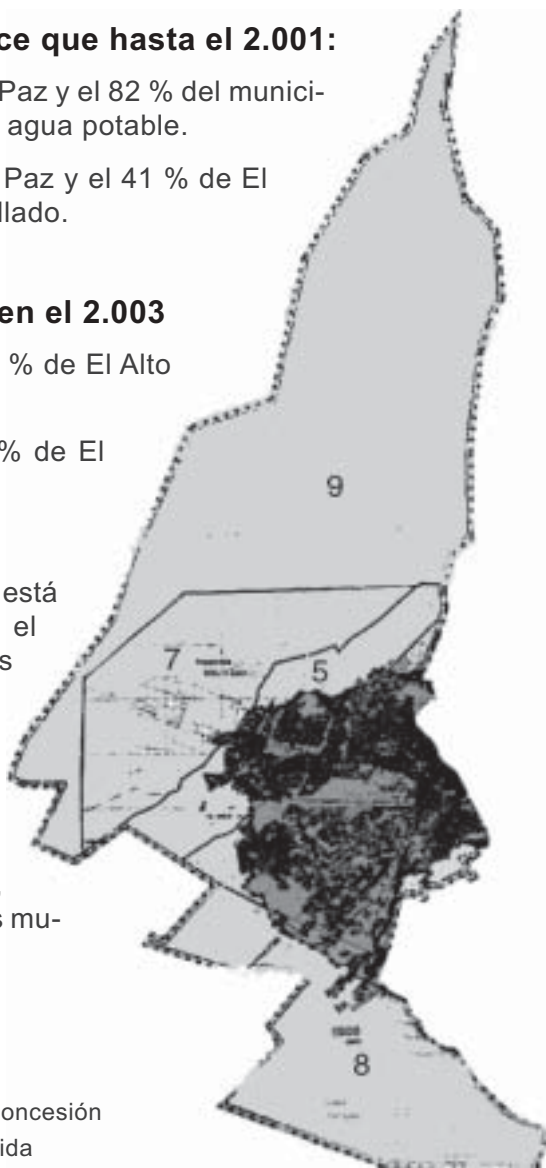 ce que hasta el 2.001:
Paz y el 82 % del munici-
agua potable.
Paz y el 41 % de El
llado.
en el 2.003
% de El Alto
% de El
está
el
s
s mu-
oncesión
ida
9
7
5
8